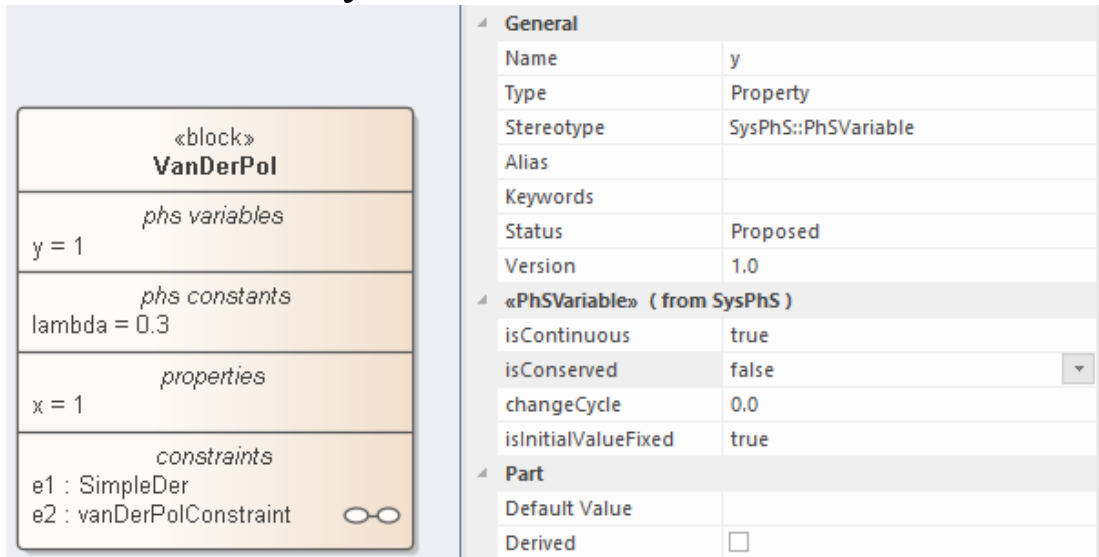 «block»
VanDerPol
phs variables
y = 1
phs constants
lambda = 0.3
properties
x = 1
constraints
e1 : SimpleDer
e2 : vanDerPolConstraint
General
Name y
Type Property
Stereotype SysPhS::PhSVariable
Alias
Keywords
Status Proposed
Version 1.0
«PhSVariable» ( from SysPhS )
isContinuous true
isConserved false
changeCycle 0.0
isInitialValueFixed true
Part
Default Value
Derived